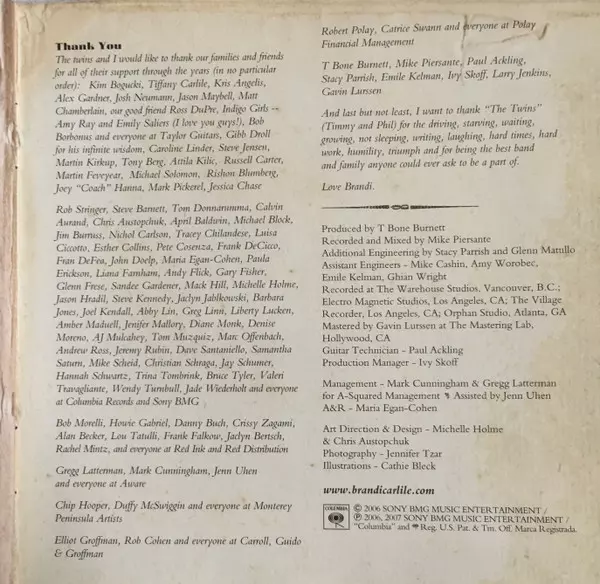 Thank You
The twins and I would like to thank our families and friends
for all of their support through the years (in no particular
order): Kim Bogucki, Tiffany Carlile, Kris Angelis,
Alex Gardner, Josh Neumann, Jason Maybell, Matt
Chamberlain, our good friend Ross DuPre, Indigo Girls --
Amy Ray and Emily Saliers (I love you guys!), Bob
Borbonus and everyone at Taylor Guitars, Gibb Droll
for his infinite wisdom, Caroline Linder, Steve Jensen,
Martin Kirkup, Tony Berg, Attila Kilic, Russell Carter,
Martin Feveyear, Michael Solomon, Rishon Blumberg,
Joey "Coach" Hanna, Mark Pickerel, Jessica Chase
Rob Stringer, Steve Barnett, Tom Donnarumma, Calvin
Aurand, Chris Austopchuk, April Baldwin, Michael Block,
Jim Burruss, Nichol Carlson, Tracey Chilandese, Luisa
Ciccotto, Esther Collins, Pete Cosenza, Frank DeCicco,
Fran DeFea, John Doelp, Maria Egan-Cohen, Paula
Erickson, Liana Farnham, Andy Flick, Gary Fisher,
Glenn Frese, Sandee Gardener, Mack Hill, Michelle Holme,
Jason Hradil, Steve Kennedy, Jaclyn Jablkowski, Barbara
Jones, Joel Kendall, Abby Lin, Greg Linn, Liberty Lucken,
Amber Maduell, Jenifer Mallory, Diane Monk, Denise
Moreno, AJ Mulcahey, Tom Muzquiz, Marc Offenbach,
Andrew Ross, Jeremy Rubin, Dave Santaniello, Samantha
Saturn, Mike Scheid, Christian Schraga, Jay Schumer,
Hannah Schwartz, Trina Tombrink, Bruce Tyler, Valeri
Travagliante, Wendy Turnbull, Jade Wiederholt and everyone
at Columbia Records and Sony BMG
Bob Morelli, Howie Gabriel, Danny Buch, Crissy Zagami,
Alan Becker, Lou Tatulli, Frank Falkow, Jaclyn Bertsch,
Rachel Mintz, and everyone at Red Ink and Red Distribution
Gregg Latterman, Mark Cunningham, Jenn Uhen
and everyone at Aware
Chip Hooper, Duffy McSwiggin and everyone at Monterey
Peninsula Artists
Elliot Groffman, Rob Cohen and everyone at Carroll, Guido
& Groffman
Robert Polay, Catrice Swann and everyone at Polay
Financial Management
T Bone Burnett, Mike Piersante, Paul Ackling,
Stacy Parrish, Emile Kelman, Ivy Skoff, Larry Jenkins,
Gavin Lurssen
And last but not least, I want to thank "The Twins"
(Timmy and Phil) for the driving, starving, waiting,
growing, not sleeping, writing, laughing, hard times, hard
work, humility, triumph and for being the best band
and family anyone could ever ask to be a part of.
Love Brandi.
Produced by T Bone Burnett
Recorded and Mixed by Mike Piersante
Additional Engineering by Stacy Parrish and Glenn Matullo
Assistant Engineers - Mike Cashin, Amy Worobec,
Emile Kelman, Ghian Wright
Recorded at The Warehouse Studios, Vancouver, B.C.;
Electro Magnetic Studios, Los Angeles, CA; The Village
Recorder, Los Angeles, CA; Orphan Studio, Atlanta, GA
Mastered by Gavin Lurssen at The Mastering Lab,
Hollywood, CA
Guitar Technician - Paul Ackling
Production Manager - Ivy Skoff
Management - Mark Cunningham & Gregg Latterman
for A-Squared Management Assisted by Jenn Uhen
A&R - Maria Egan-Cohen
Art Direction & Design - Michelle Holme
& Chris Austopchuk
Photography - Jennifer Tzar
Illustrations - Cathie Bleck
www.brandicarlile.com
COLUMBIA
© 2006 SONY BMG MUSIC ENTERTAINMENT /
℗ 2006, 2007 SONY BMG MUSIC ENTERTAINMENT /
"Columbia" and Reg. U.S. Pat. & Tm. Off. Marca Registrada.